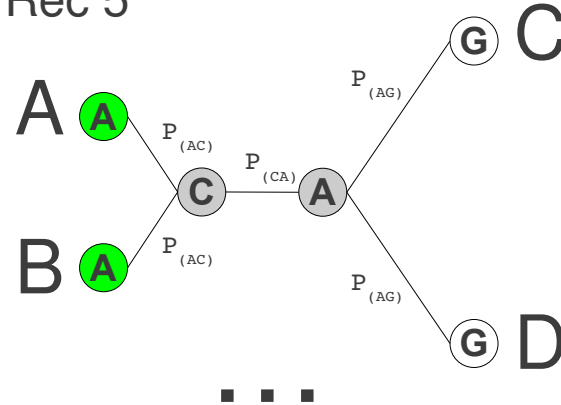 Rec 5
C
G
P(AG)
A A
P(AC)
P(CA)
C A
P(AC)
B A
P(AG)
G D
...